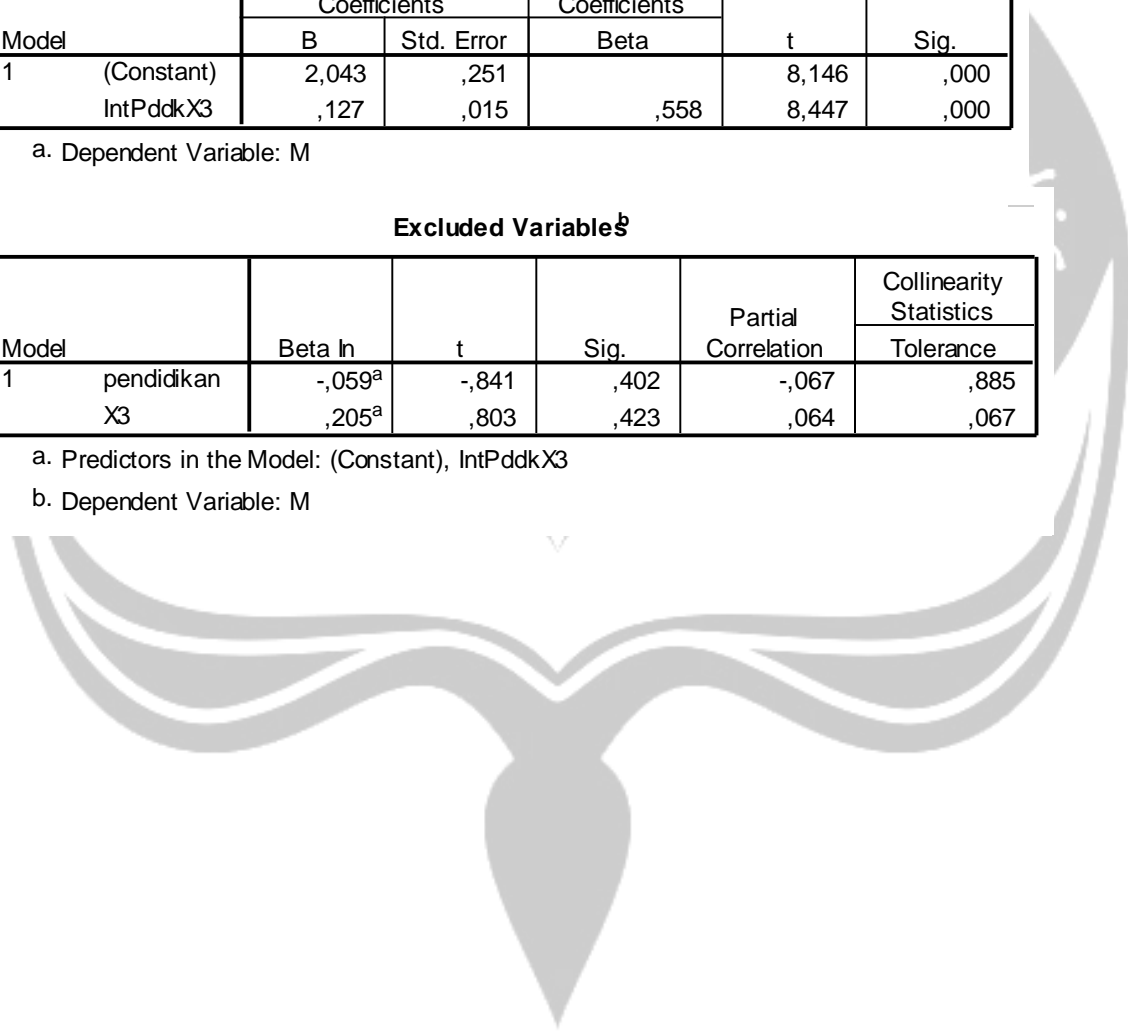 Coefficients Coefficients
Model B Std. Error Beta t Sig.
1 (Constant) 2,043 ,251 8,146 ,000
IntPddkX3 ,127 ,015 ,558 8,447 ,000
a. Dependent Variable: M
Excluded Variables b
Collinearity
Partial Statistics
Model Beta In t Sig. Correlation Tolerance
1 pendidikan -,059a -,841 ,402 -,067 ,885
X3 ,205a ,803 ,423 ,064 ,067
a. Predictors in the Model: (Constant), IntPddkX3
b. Dependent Variable: M